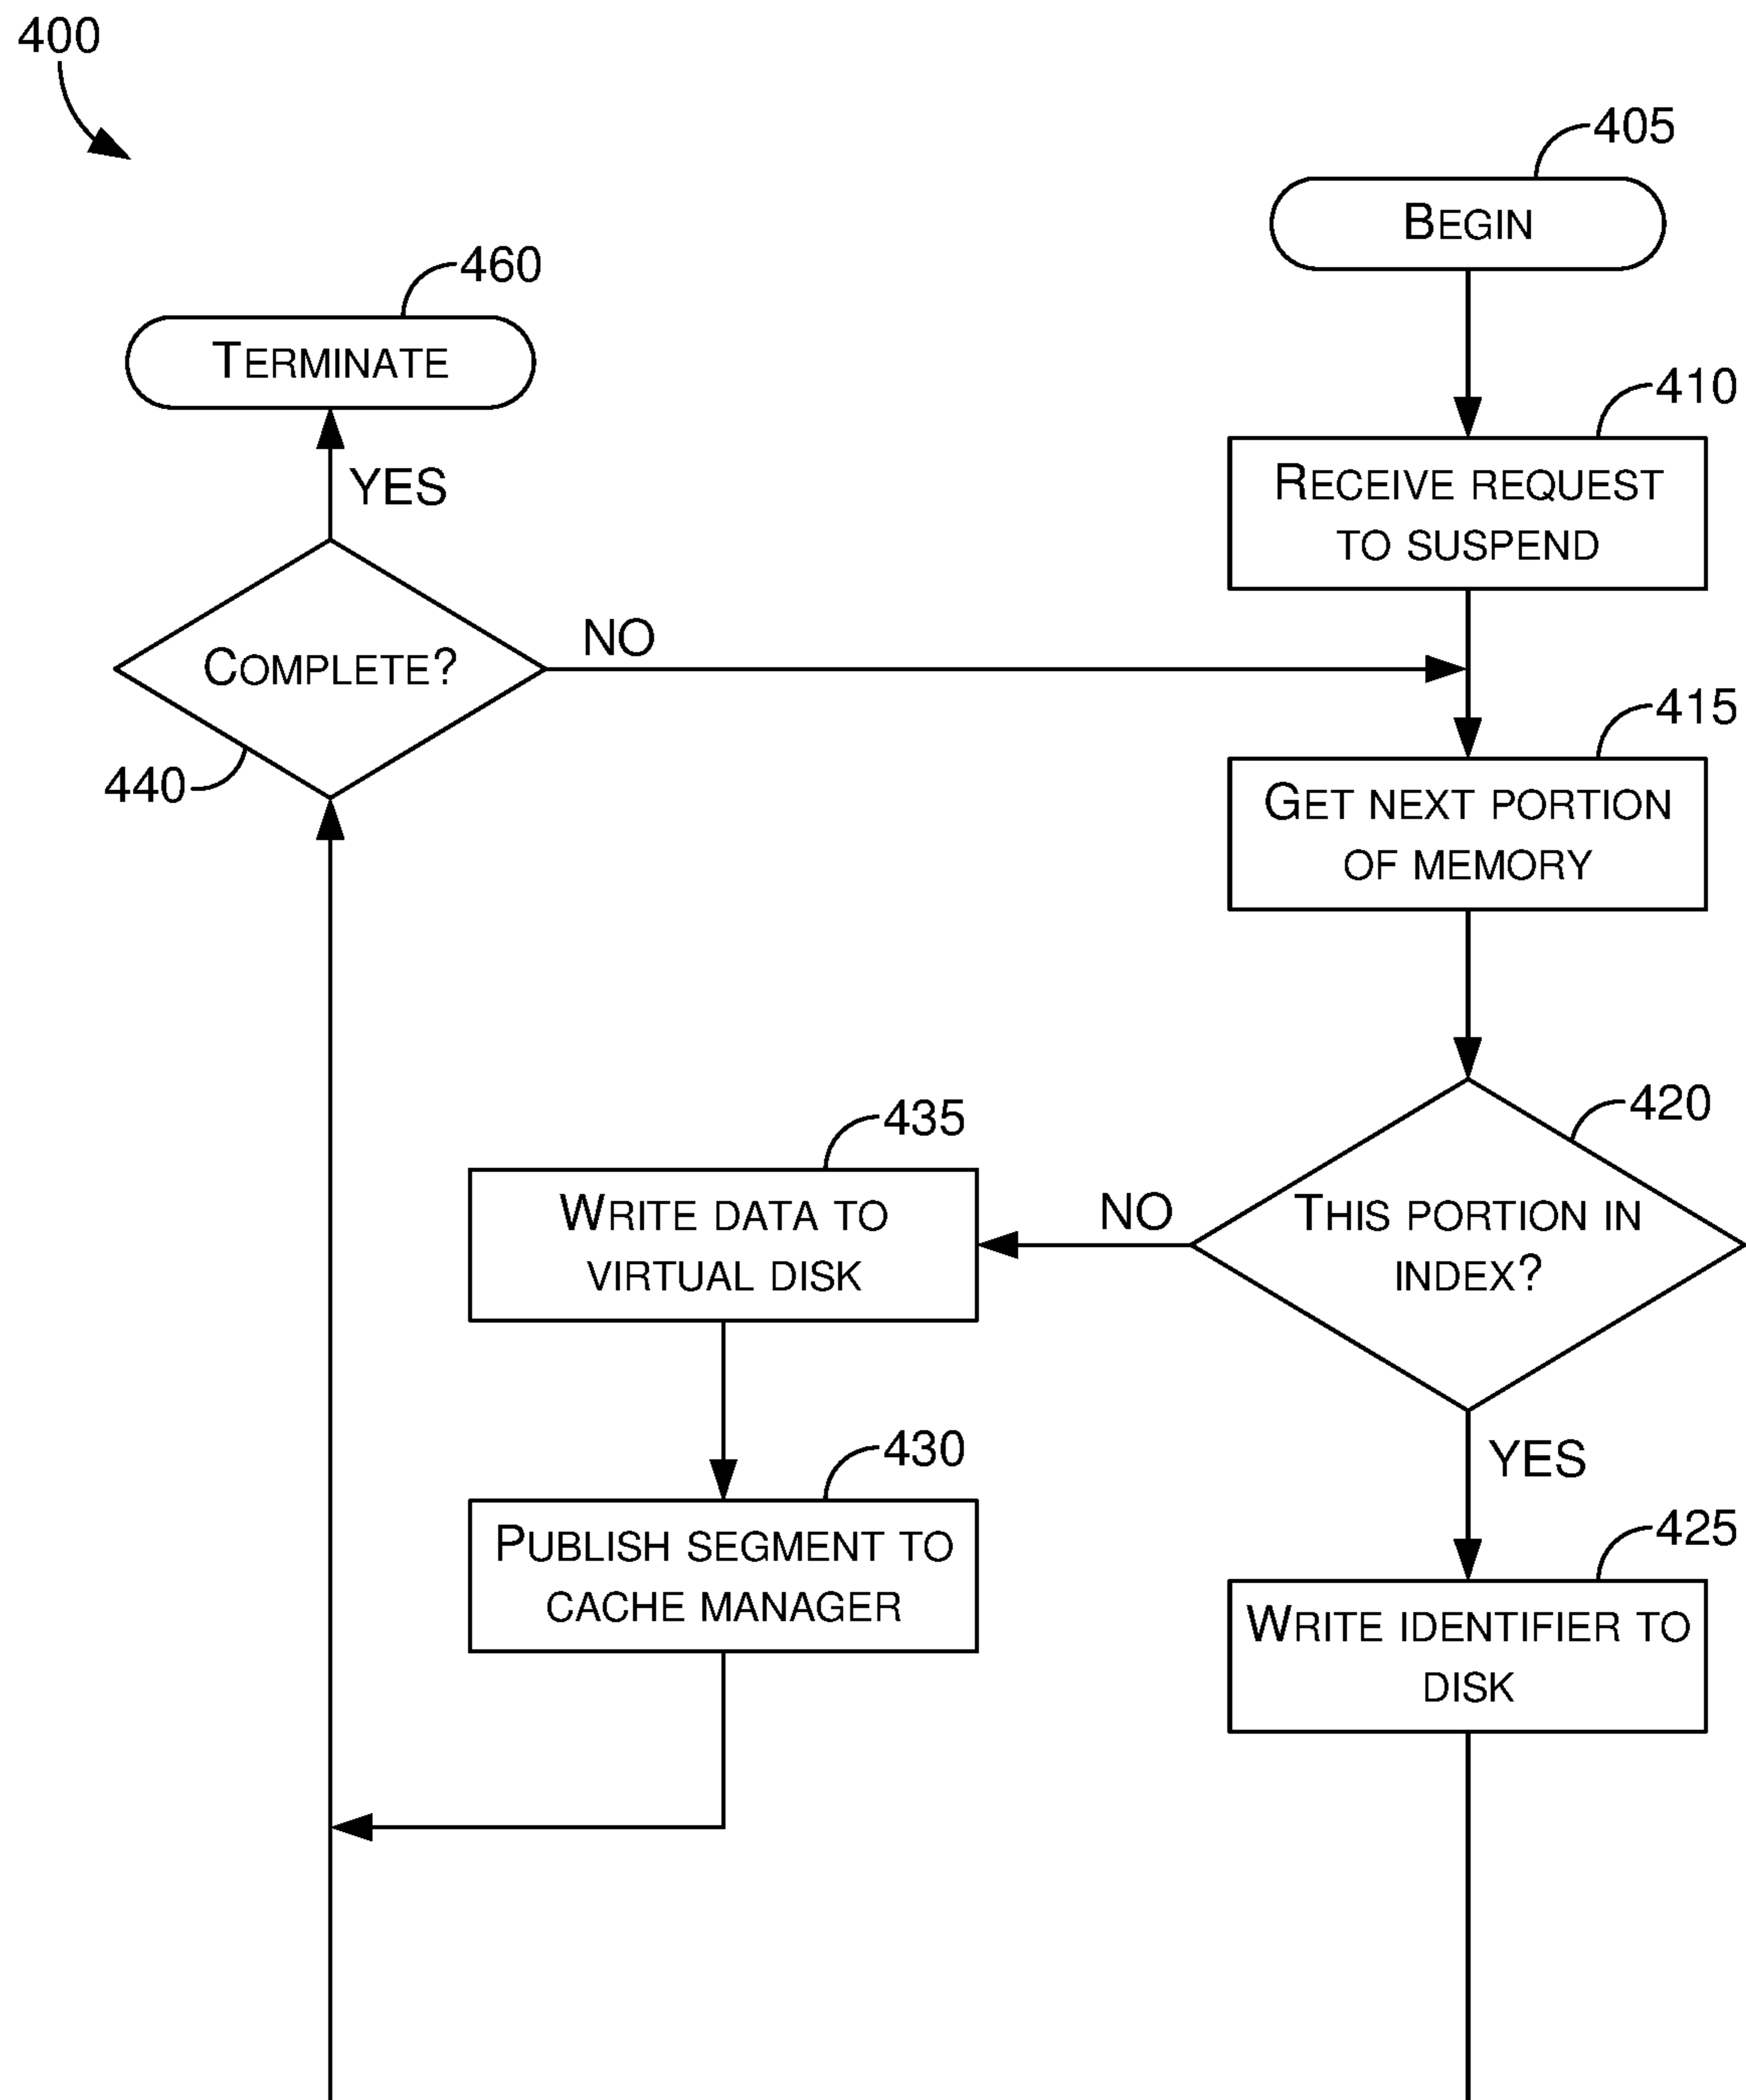 400
405
BEGIN
460
TERMINATE
410
YES
RECEIVE REQUEST
TO SUSPEND
NO
COMPLETE?
415
440
GET NEXT PORTION
OF MEMORY
420
435
NO
THIS PORTION IN
INDEX?
WRITE DATA TO
VIRTUAL DISK
430
YES
PUBLISH SEGMENT TO
CACHE MANAGER
425
WRITE IDENTIFIER TO
DISK